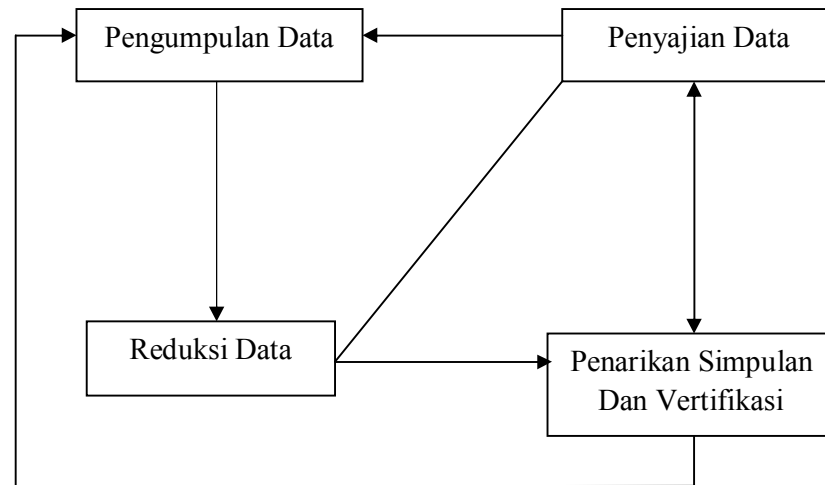 Pengumpulan Data
Penyajian Data
Reduksi Data
Penarikan Simpulan
Dan Vertifikasi